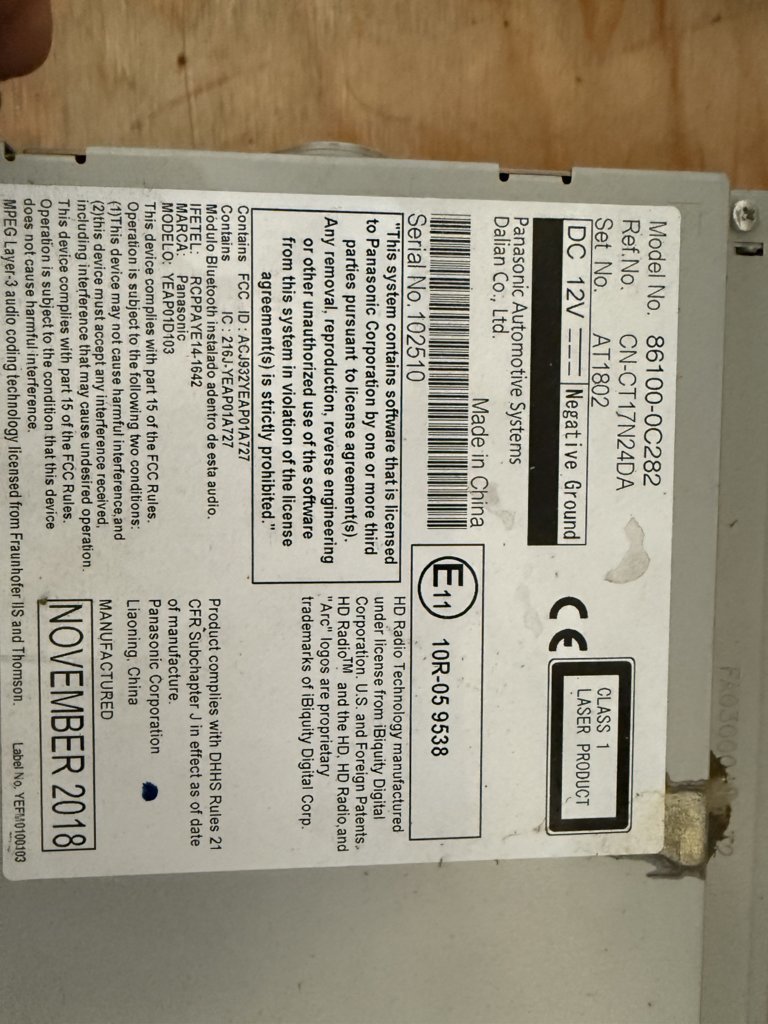 Model No. 86100-0C282
Ref.No. CN-CT17N24DA
Set No. AT1802
DC 12V Negative Ground
Panasonic Automotive Systems
Dalian Co., Ltd.
Made in China
Serial No. 102510
CE
CLASS 1
LASER PRODUCT
E11 10R-05 9538
"This system contains software that is licensed
to Panasonic Corporation by one or more third
parties pursuant to license agreement(s).
Any removal, reproduction, reverse engineering
or other unauthorized use of the software
from this system in violation of the license
agreement(s) is strictly prohibited."
HD Radio Technology manufactured
under license from iBiquity Digital
Corporation. U.S. and Foreign Patents.
HD Radio™ and the HD, HD Radio,and
"Arc" logos are proprietary
trademarks of iBiquity Digital Corp.
Contains FCC ID : ACJ932YEAP01A727
Contains IC : 216J-YEAP01A727
Módulo Bluetooth instalado adentro de esta audio.
IFETEL: RCPPAYE14-1642
MARCA: Panasonic
MODELO: YEAP01D103
This device complies with part 15 of the FCC Rules.
Operation is subject to the following two conditions:
(1)This device may not cause harmful interference,and
(2)this device must accept any interference received,
including interference that may cause undesired operation.
This device complies with part 15 of the FCC Rules.
Operation is subject to the condition that this device
does not cause harmful interference.
Product complies with DHHS Rules 21
CFR Subchapter J in effect as of date
of manufacture.
Panasonic Corporation
Liaoning, China
MANUFACTURED
NOVEMBER 2018
MPEG Layer-3 audio coding technology licensed from Fraunhofer IIS and Thomson. Label No. YEFM0100103